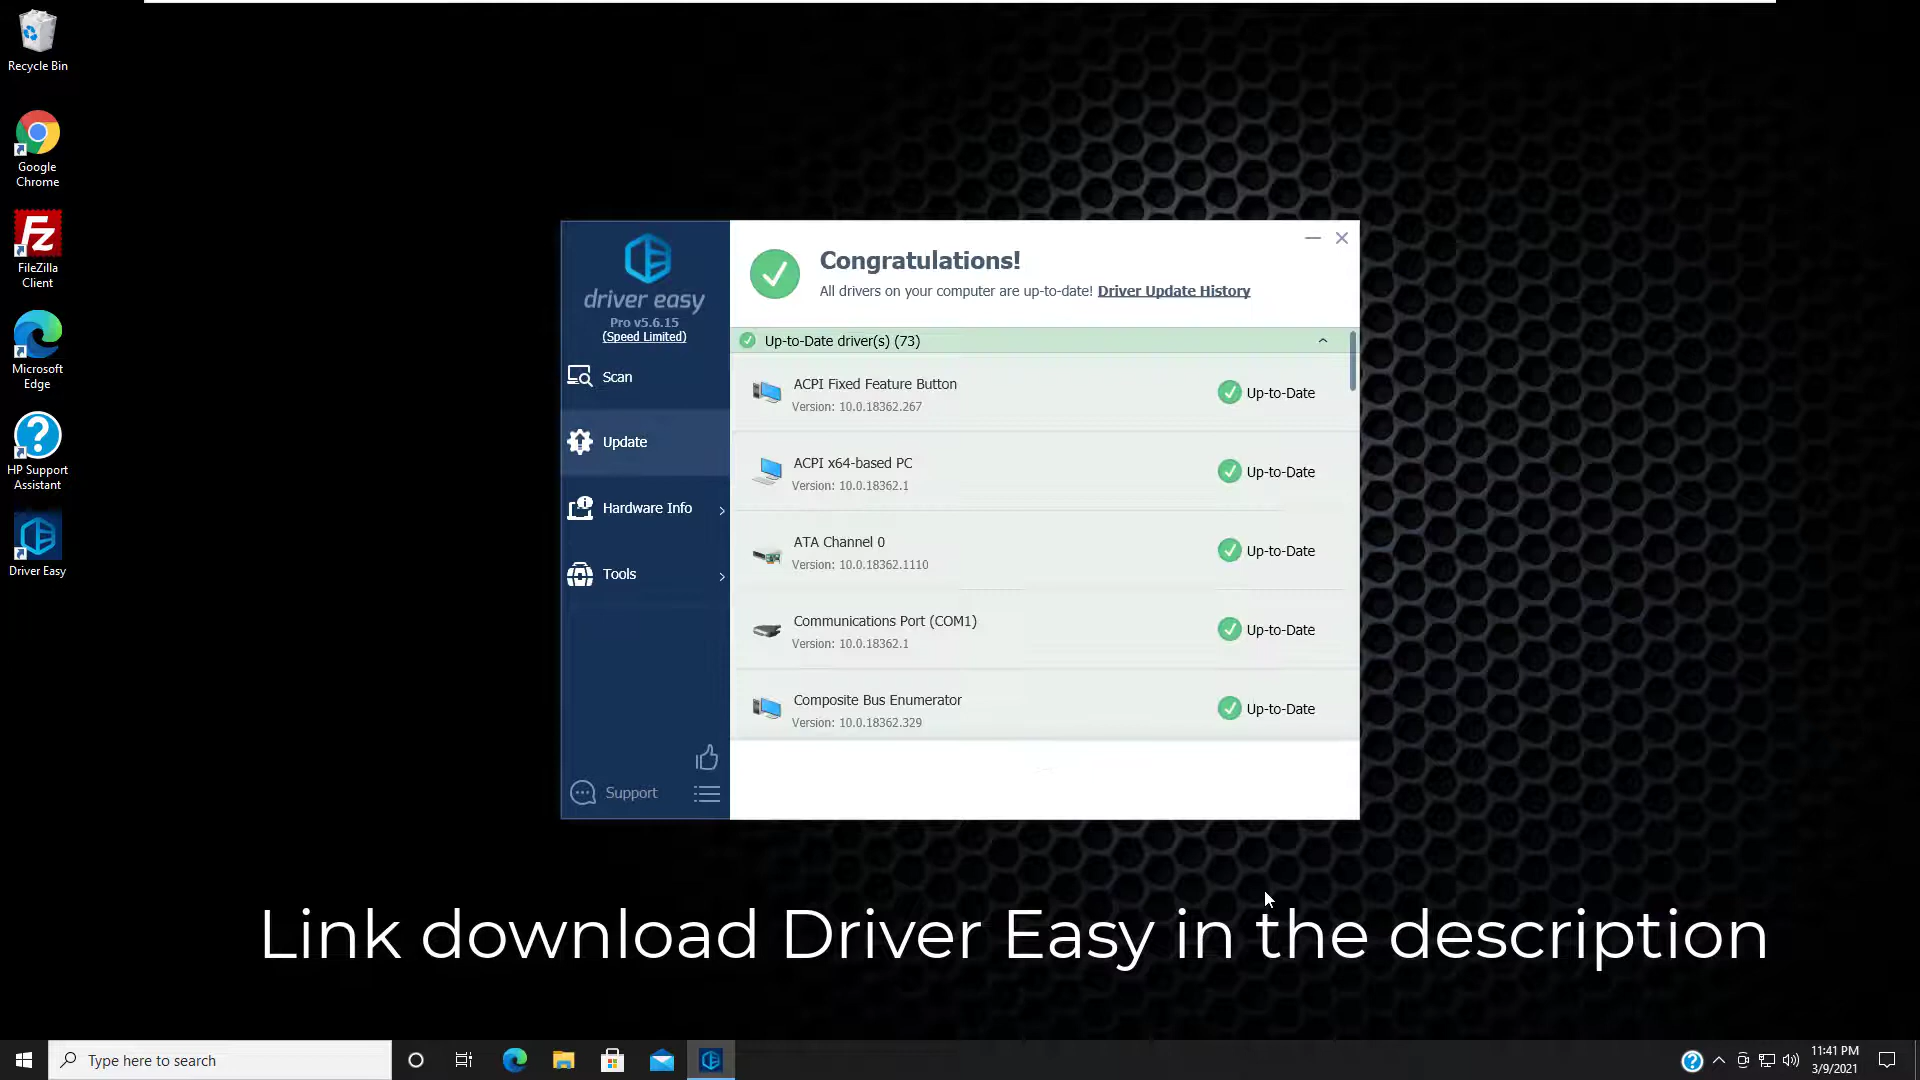 Recycle Bin
Google
Chrome
FileZilla
Client
Microsoft
Edge
HP Support
Assistant
Driver Easy
driver easy
Pro v5.6.15
(Speed Limited)
Scan
Update
Hardware Info
Tools
Support
Congratulations!
All drivers on your computer are up-to-date! Driver Update History
Up-to-Date driver(s) (73)
ACPI Fixed Feature Button
Version: 10.0.18362.267
Up-to-Date
ACPI x64-based PC
Version: 10.0.18362.1
Up-to-Date
ATA Channel 0
Version: 10.0.18362.1110
Up-to-Date
Communications Port (COM1)
Version: 10.0.18362.1
Up-to-Date
Composite Bus Enumerator
Version: 10.0.18362.329
Up-to-Date
Link download Driver Easy in the description
Type here to search
11:41 PM
3/9/2021